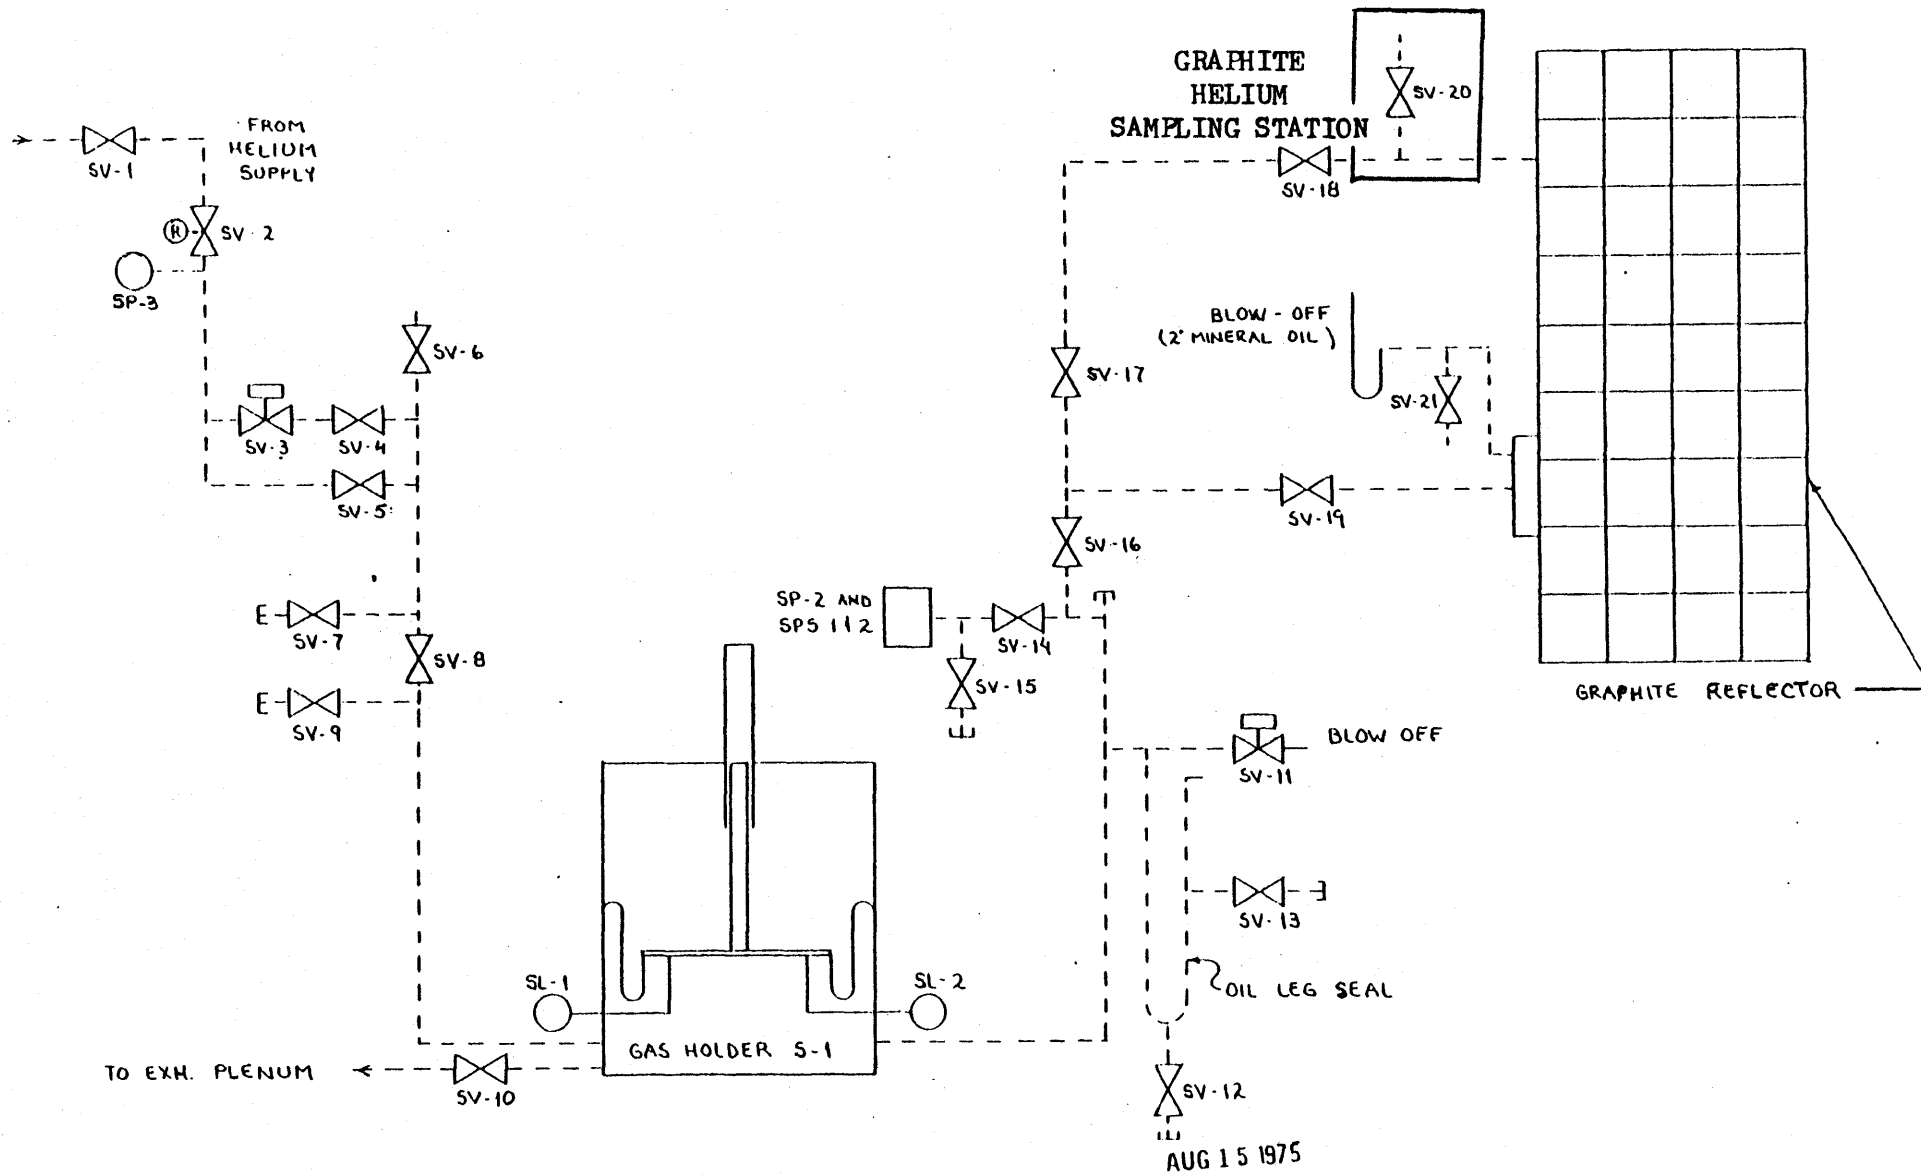 GRAPHITE
HELIUM
SAMPLING STATION
SV-20
FROM
HELIUM
SUPPLY
SV-1
SV-18
R
SV-2
SP-3
BLOW-OFF
(2" MINERAL OIL)
SV-6
SV-17
SV-21
SV-3
SV-4
SV-5
SV-19
SV-16
SP-2 AND
SPS 1 & 2
SV-7
SV-14
SV-8
SV-15
GRAPHITE REFLECTOR
SV-9
BLOW OFF
SV-11
SV-13
SL-1
SL-2
OIL LEG SEAL
GAS HOLDER S-1
TO EXH. PLENUM
SV-10
SV-12
AUG 15 1975